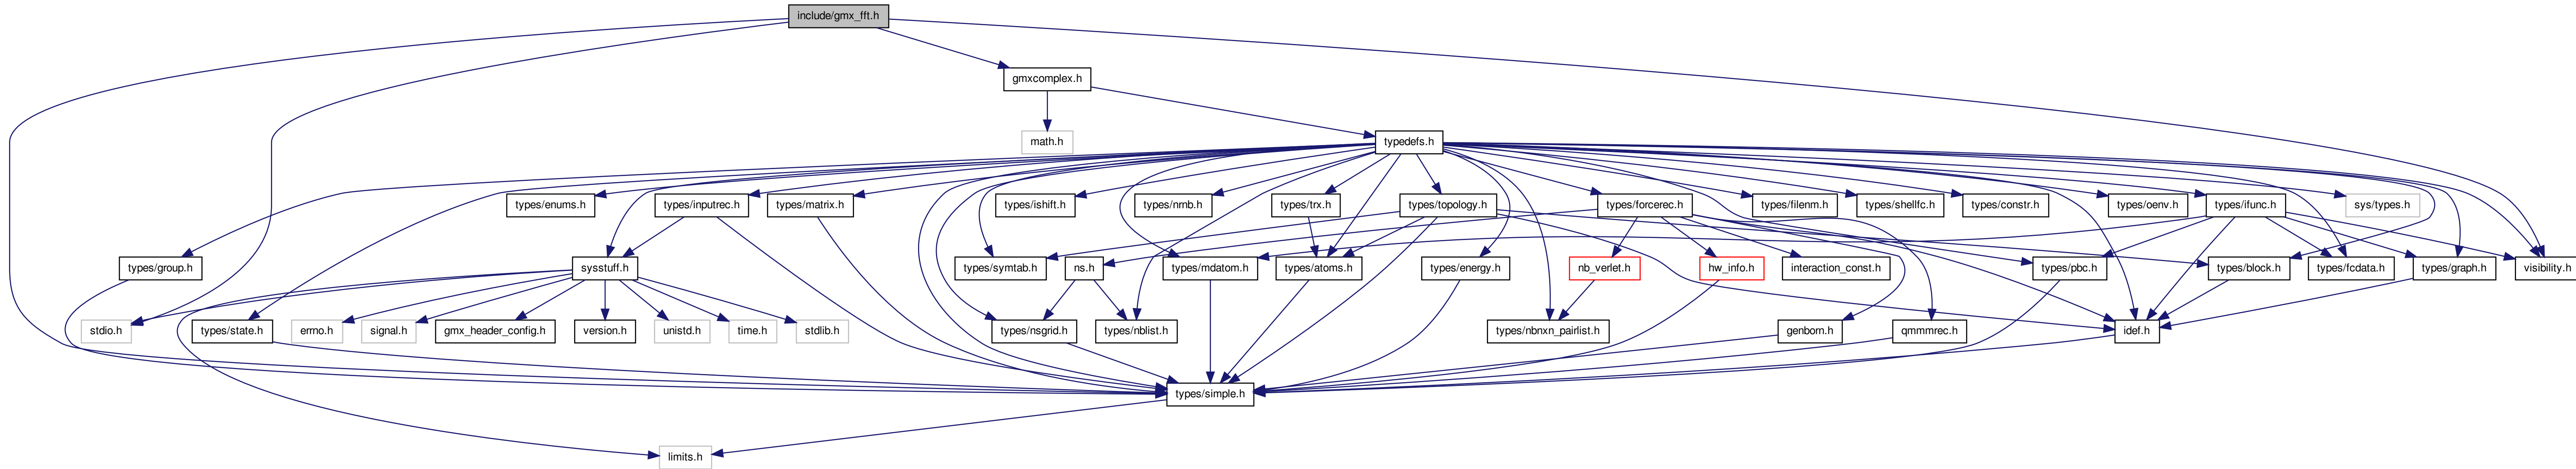 include/gmx_fft.h
gmxcomplex.h
math.h
typedefs.h
types/enums.h
types/inputrec.h
types/matrix.h
types/ishift.h
types/nrnb.h
types/trx.h
types/topology.h
types/forcerec.h
types/filenm.h
types/shellfc.h
types/constr.h
types/oenv.h
types/ifunc.h
sys/types.h
types/group.h
sysstuff.h
types/symtab.h
ns.h
types/mdatom.h
types/atoms.h
types/energy.h
nb_verlet.h
hw_info.h
interaction_const.h
types/pbc.h
types/block.h
types/fcdata.h
types/graph.h
visibility.h
stdio.h
types/state.h
errno.h
signal.h
gmx_header_config.h
version.h
unistd.h
time.h
stdlib.h
types/nsgrid.h
types/nblist.h
types/nbnxn_pairlist.h
genborn.h
qmmmrec.h
idef.h
types/simple.h
limits.h